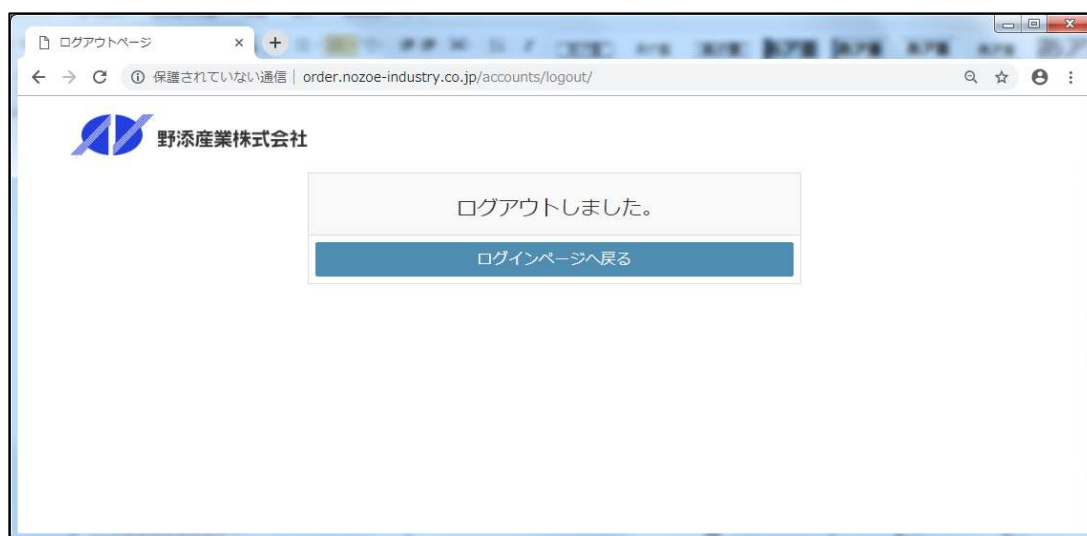 ログアウトページ
保護されていない通信 | order.nozoe-industry.co.jp/accounts/logout/
野添産業株式会社
ログアウトしました。
ログインページへ戻る